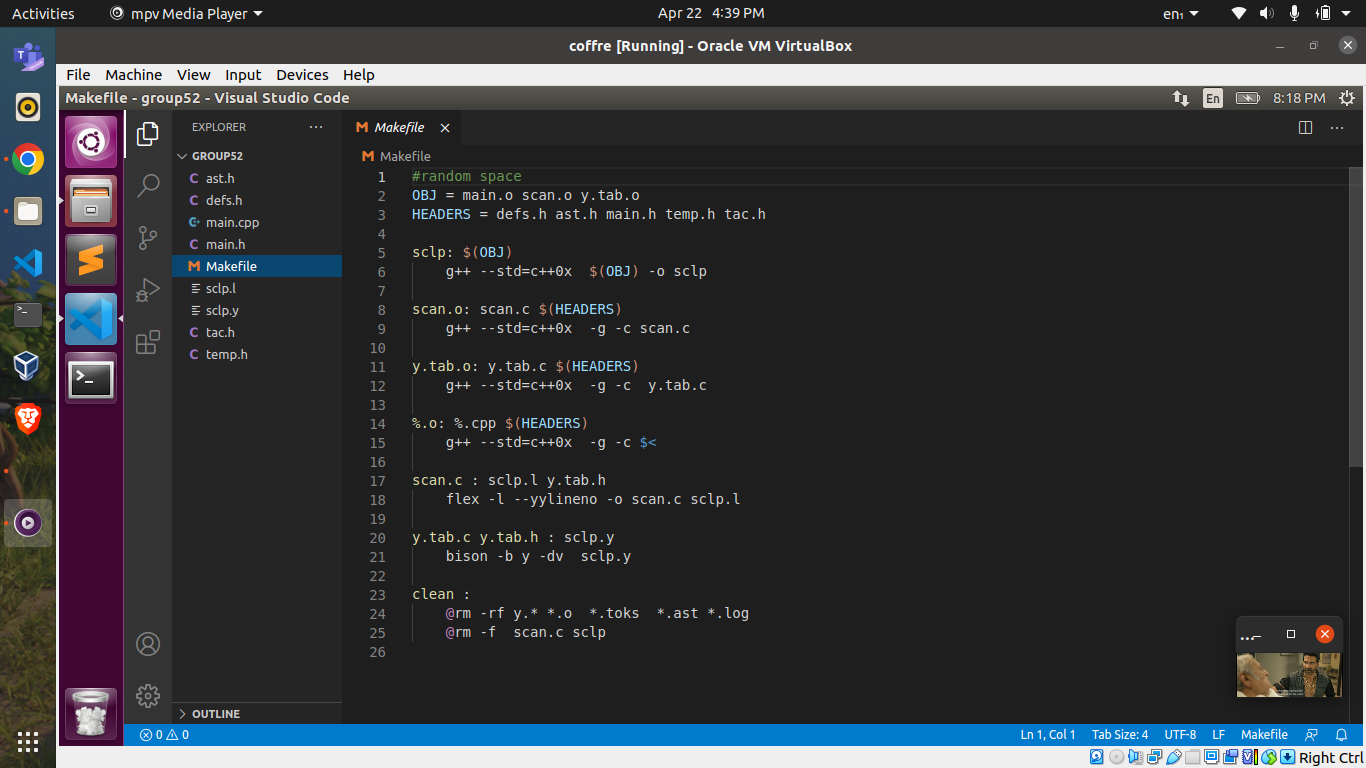 Activities
mpv Media Player
Apr 22 4:39 PM
en₁
coffre [Running] - Oracle VM VirtualBox
File Machine View Input Devices Help
Makefile - group52 - Visual Studio Code
En
8:18 PM
EXPLORER
GROUP52
C ast.h
C defs.h
main.cpp
C main.h
M Makefile
sclp.l
sclp.y
C tac.h
C temp.h
OUTLINE
M Makefile
M Makefile
1 #random space
2 OBJ = main.o scan.o y.tab.o
3 HEADERS = defs.h ast.h main.h temp.h tac.h
4
5 sclp: $(OBJ)
6 g++ --std=c++0x  $(OBJ) -o sclp
7
8 scan.o: scan.c $(HEADERS)
9 g++ --std=c++0x  -g -c scan.c
10
11 y.tab.o: y.tab.c $(HEADERS)
12 g++ --std=c++0x  -g -c  y.tab.c
13
14 %.o: %.cpp $(HEADERS)
15 g++ --std=c++0x  -g -c $<
16
17 scan.c : sclp.l y.tab.h
18 flex -l --yylineno -o scan.c sclp.l
19
20 y.tab.c y.tab.h : sclp.y
21 bison -b y -dv  sclp.y
22
23 clean :
24 @rm -rf y.* *.o  *.toks  *.ast *.log
25 @rm -f  scan.c sclp
26
0 0
Ln 1, Col 1
Tab Size: 4
UTF-8
LF
Makefile
Right Ctrl